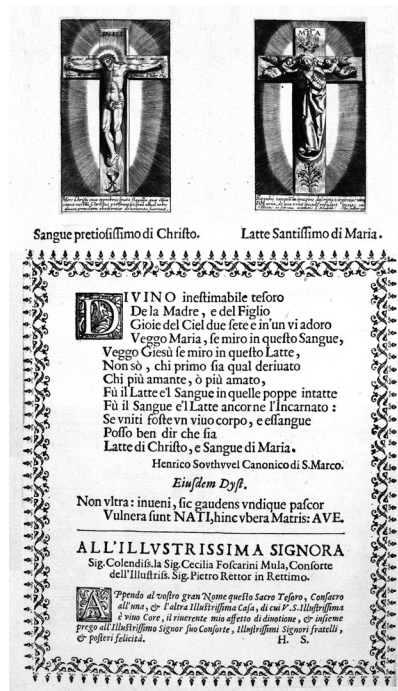 INRI
MRA
Sangue pretiosissimo di Christo.
Latte Santissimo di Maria.
DIVINO inestimabile tesoro
De la Madre, e del Figlio
Gioie del Ciel due sete e in'un vi adoro
Veggo Maria, se miro in questo Sangue,
Veggo Giesù se miro in questo Latte,
Non sò, chi primo sia qual deriuato
Chi più amante, ò più amato,
Fù il Latte e'l Sangue in quelle poppe intatte
Fù il Sangue e'l Latte ancor ne l'Incarnato:
Se vniti foste vn viuo corpo, e essangue
Posso ben dir che sia
Latte di Christo, e Sangue di Maria.
Henrico Sovthvvel Canonico di S. Marco.
Eiusdem Dyst.
Non vltra: inueni, sic gaudens vndique pascor
Vulnera sunt NATI, hinc vbera Matris: AVE.
ALL'ILLVSTRISSIMA SIGNORA
Sig. Colendiss. la Sig. Cecilia Foscarini Mula, Consorte
dell'Illustriss. Sig. Pietro Rettor in Rettimo.
APpendo al vostro gran Nome questo Sacro Tesoro, Consacro
all'una, & l'altra Illustrissima Casa, di cui V.S. Illustrissima
è viuo Core, il riuerente mio affetto di diuotione, & insieme
prego all'Illustrissimo Signor suo Consorte, Illustrissimi Signori fratelli,
& posteri felicità.
H. S.